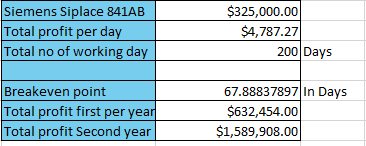 Siemens Siplace 841AB $325,000.00
Total profit per day $4,787.27
Total no of working day 200 Days
Breakeven point 67.88837897 In Days
Total profit first per year $632,454.00
Total profit Second year $1,589,908.00